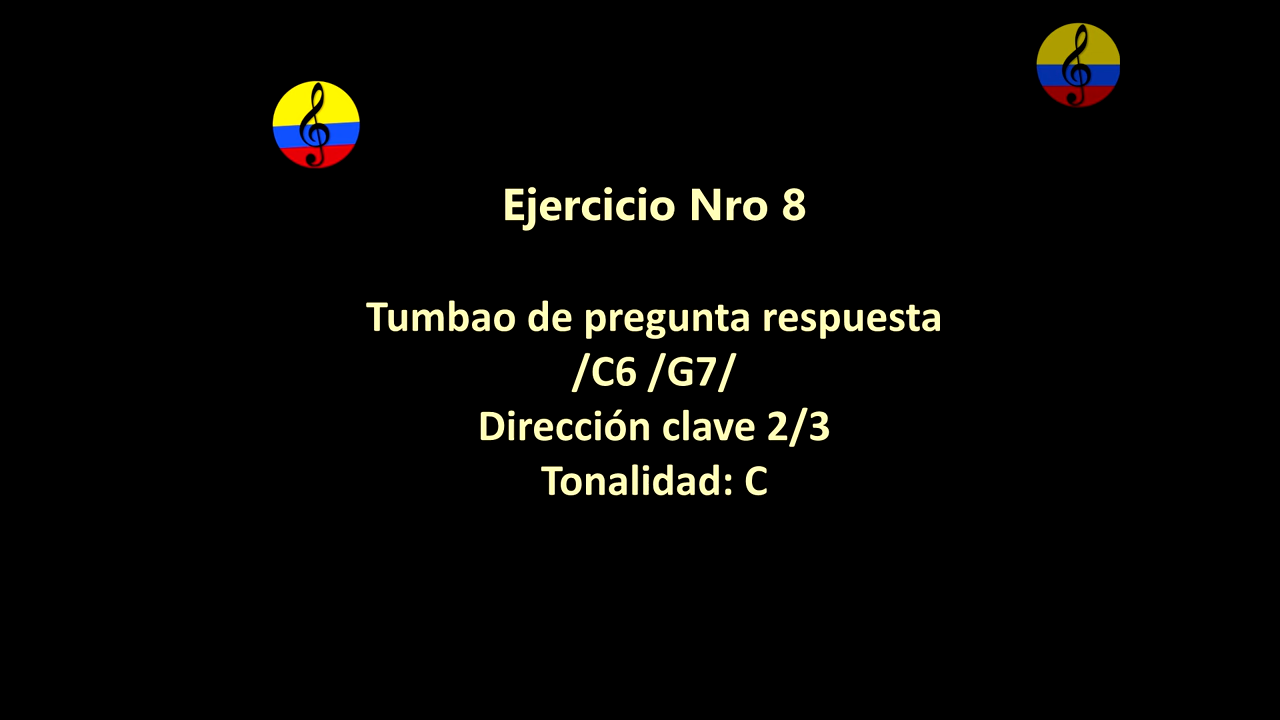 Ejercicio Nro 8
Tumbao de pregunta respuesta
/C6 /G7/
Dirección clave 2/3
Tonalidad: C